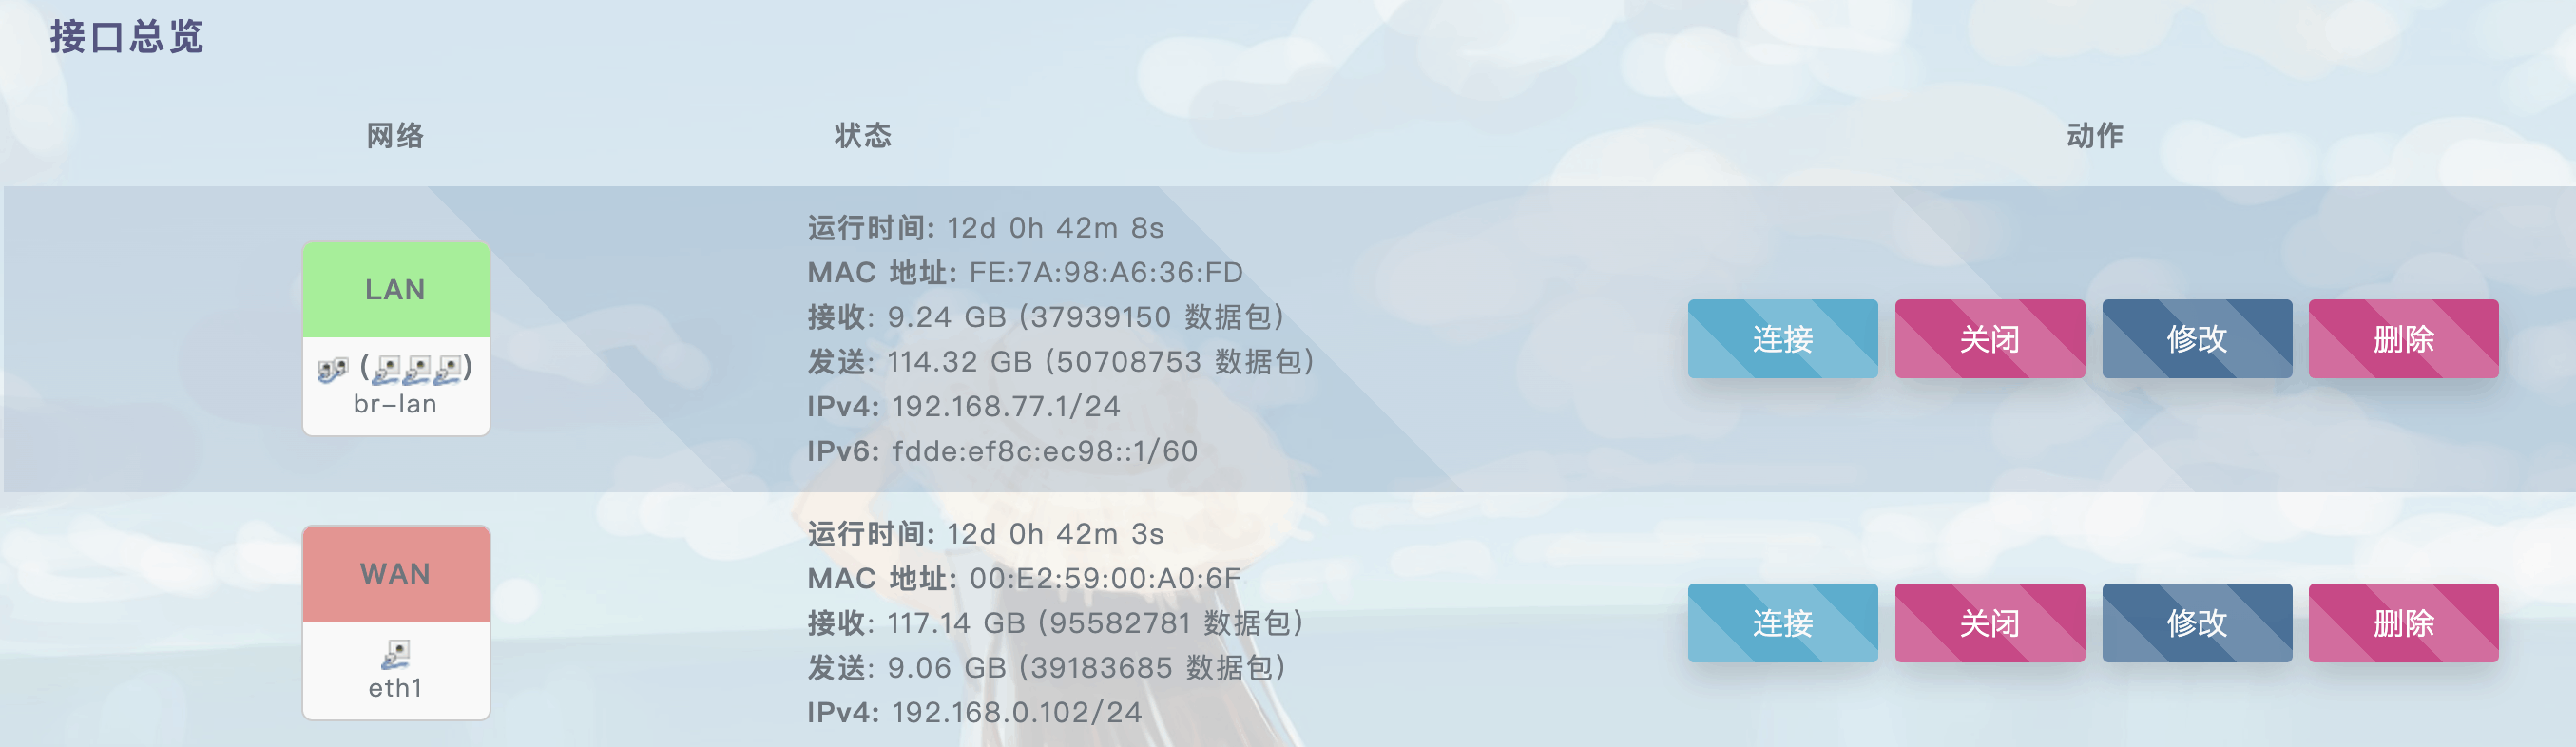 接口总览
网络 状态 动作
LAN
(
)
br-lan
运行时间: 12d 0h 42m 8s
MAC 地址: FE:7A:98:A6:36:FD
接收: 9.24 GB (37939150 数据包)
发送: 114.32 GB (50708753 数据包)
IPv4: 192.168.77.1/24
IPv6: fdde:ef8c:ec98::1/60
连接 关闭 修改 删除
WAN
eth1
运行时间: 12d 0h 42m 3s
MAC 地址: 00:E2:59:00:A0:6F
接收: 117.14 GB (95582781 数据包)
发送: 9.06 GB (39183685 数据包)
IPv4: 192.168.0.102/24
连接 关闭 修改 删除